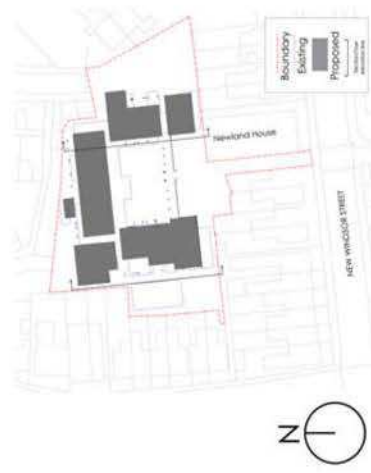 Boundary
Existing
Proposed
Newland House
NEW WINDSOR STREET
N